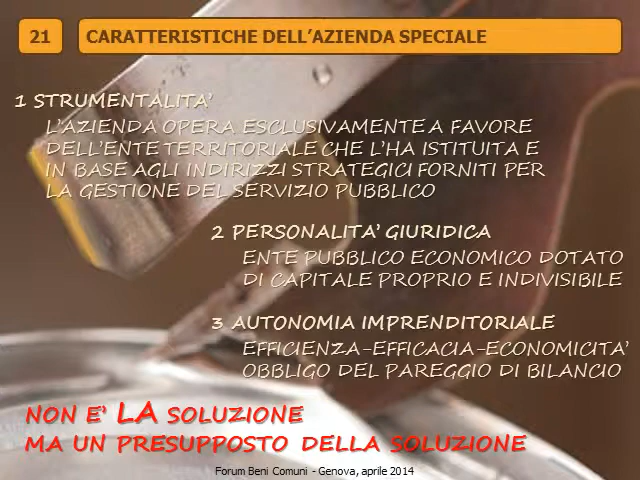 21
CARATTERISTICHE DELL'AZIENDA SPECIALE
1 STRUMENTALITA'
L'AZIENDA OPERA ESCLUSIVAMENTE A FAVORE
DELL'ENTE TERRITORIALE CHE L'HA ISTITUITA E
IN BASE AGLI INDIRIZZI STRATEGICI FORNITI PER
LA GESTIONE DEL SERVIZIO PUBBLICO
2 PERSONALITA' GIURIDICA
ENTE PUBBLICO ECONOMICO DOTATO
DI CAPITALE PROPRIO E INDIVISIBILE
3 AUTONOMIA IMPRENDITORIALE
EFFICIENZA-EFFICACIA-ECONOMICITA'
OBBLIGO DEL PAREGGIO DI BILANCIO
NON E' LA SOLUZIONE
MA UN PRESUPPOSTO DELLA SOLUZIONE
Forum Beni Comuni - Genova, aprile 2014